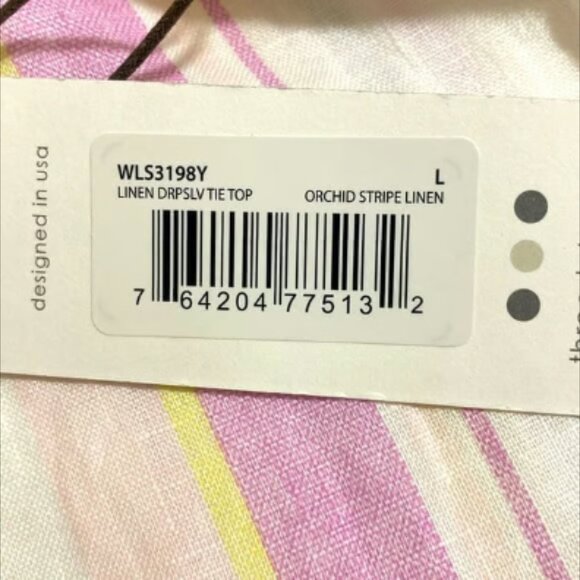 designed in usa
WLS3198Y L
LINEN DRPSLV TIE TOP ORCHID STRIPE LINEN
7 64204 77513 2